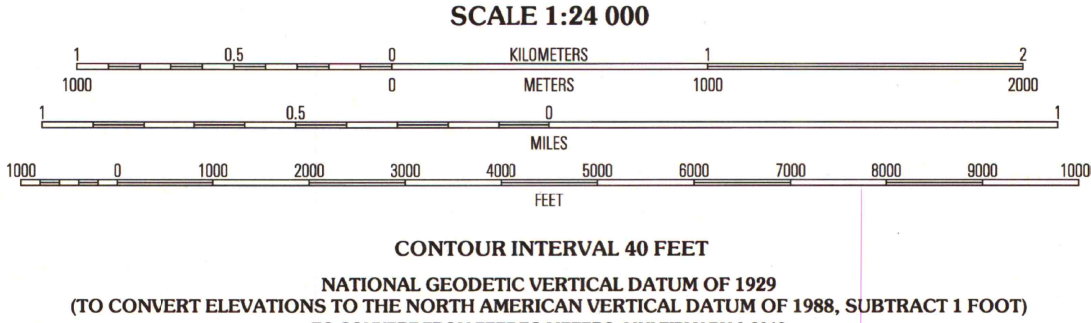 SCALE 1:24 000
1 0.5 0 KILOMETERS 1 2
1000 0 METERS 1000 2000
1 0.5 0 1
MILES
1000 0 1000 2000 3000 4000 5000 6000 7000 8000 9000 1000
FEET
CONTOUR INTERVAL 40 FEET
NATIONAL GEODETIC VERTICAL DATUM OF 1929
(TO CONVERT ELEVATIONS TO THE NORTH AMERICAN VERTICAL DATUM OF 1988, SUBTRACT 1 FOOT)